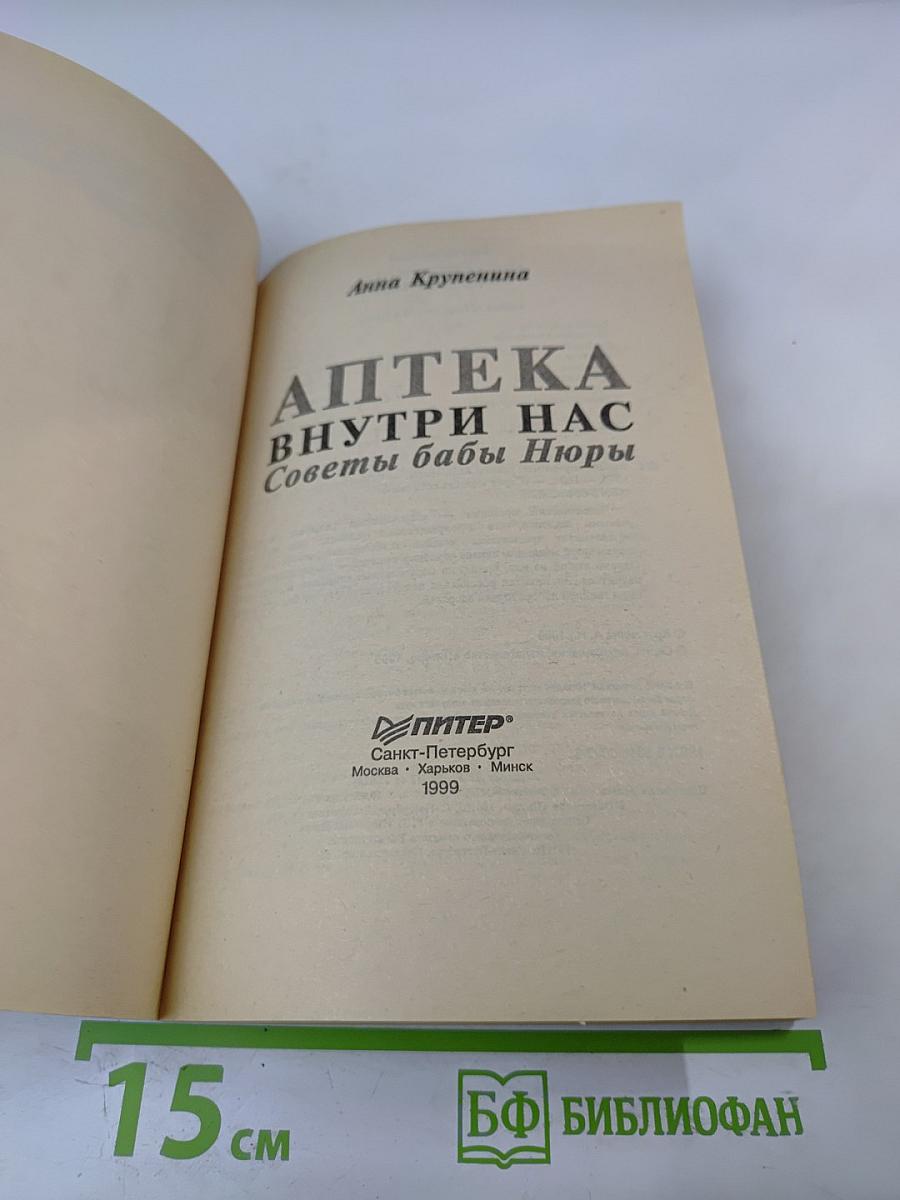 Анна Крупенина
АПТЕКА
ВНУТРИ НАС
Советы бабы Нюры
ПИТЕР®
Санкт-Петербург
Москва · Харьков · Минск
1999
15 см
БФ БИБЛИОФАН